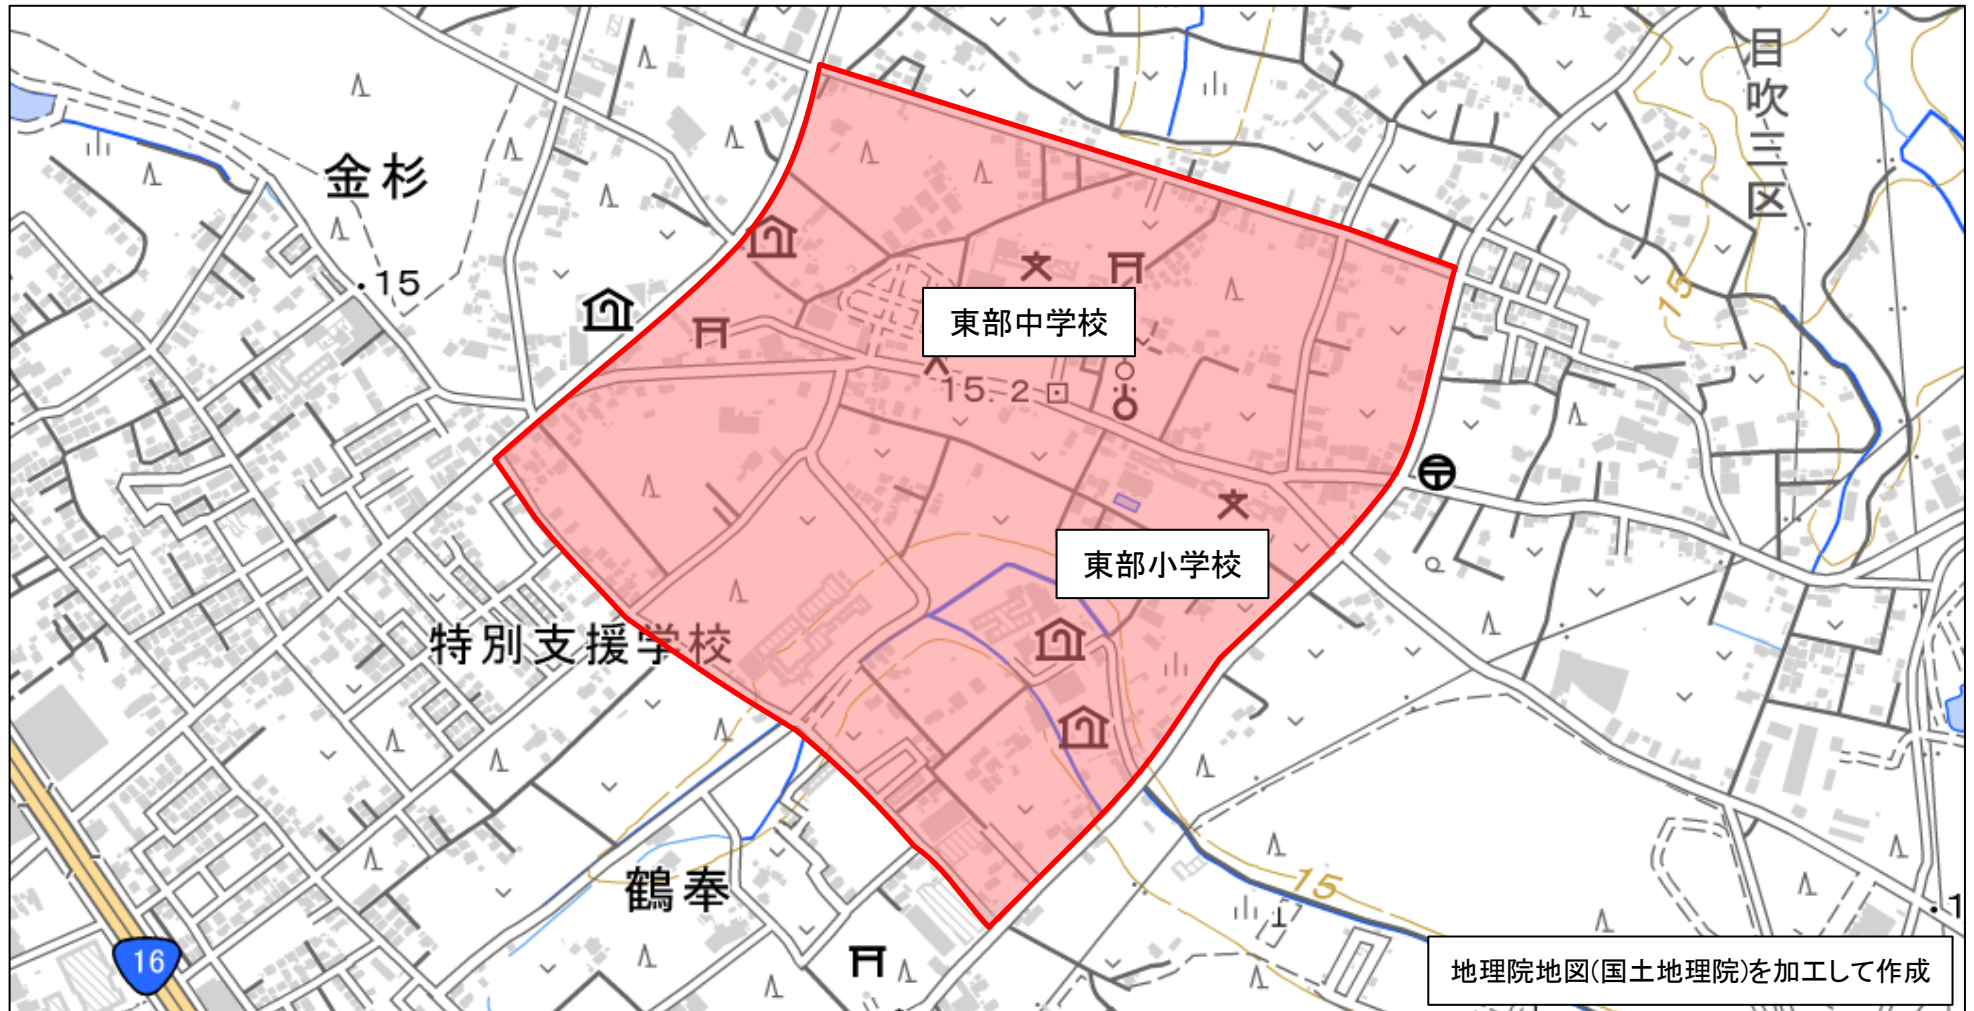 目吹三区
金杉
15
15
東部中学校
15.2
東部小学校
特別支援学校
鶴奉
15
16
地理院地図(国土地理院)を加工して作成